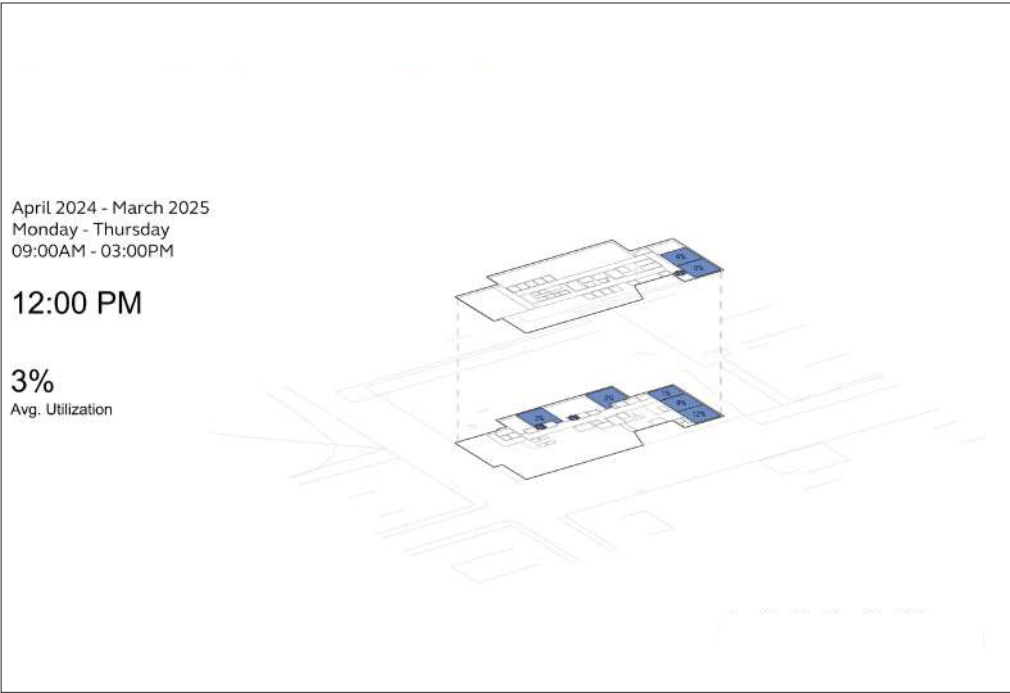 April 2024 - March 2025
Monday - Thursday
09:00AM - 03:00PM
12:00 PM
3%
Avg. Utilization